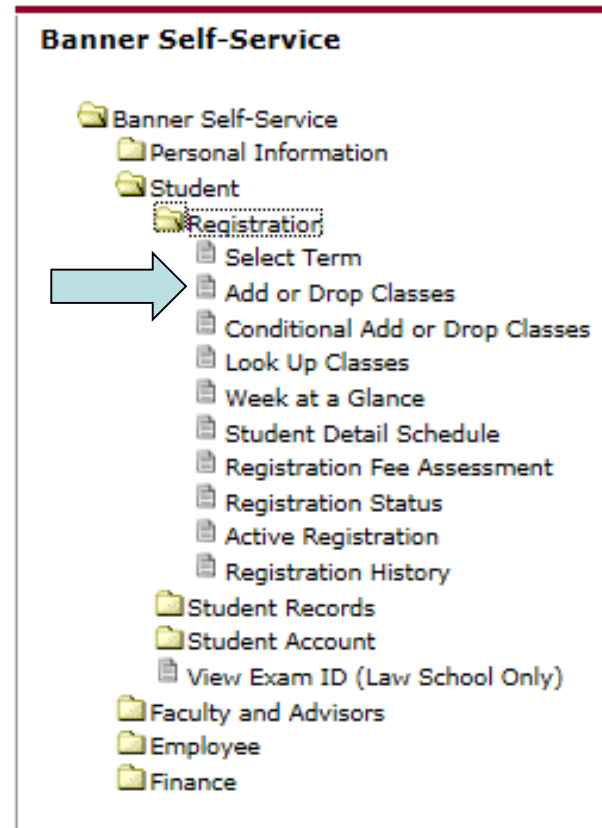 Banner Self-Service
Banner Self-Service
Personal Information
Student
Registration
Select Term
Add or Drop Classes
Conditional Add or Drop Classes
Look Up Classes
Week at a Glance
Student Detail Schedule
Registration Fee Assessment
Registration Status
Active Registration
Registration History
Student Records
Student Account
View Exam ID (Law School Only)
Faculty and Advisors
Employee
Finance